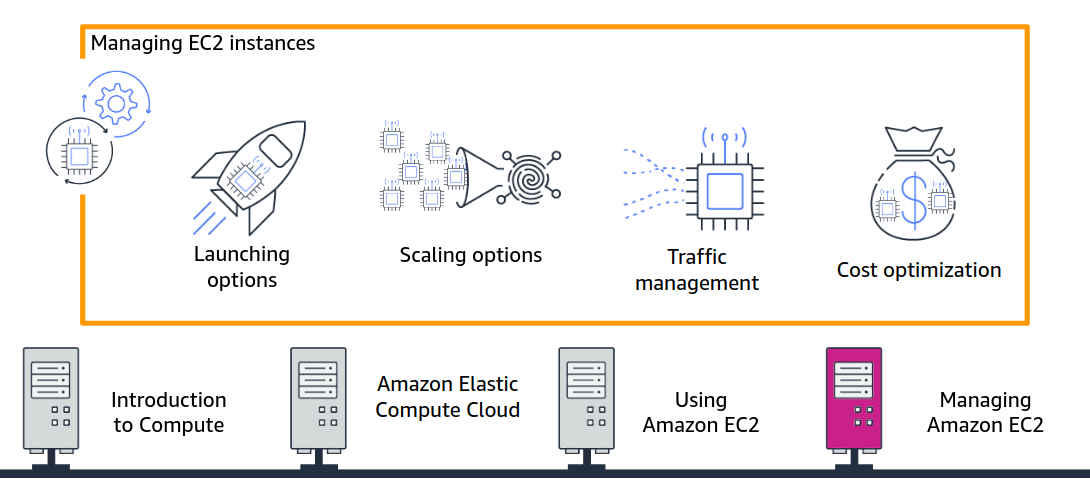 Managing EC2 instances
Launching
options
Scaling options
Traffic
management
Cost optimization
Introduction
to Compute
Amazon Elastic
Compute Cloud
Using
Amazon EC2
Managing
Amazon EC2